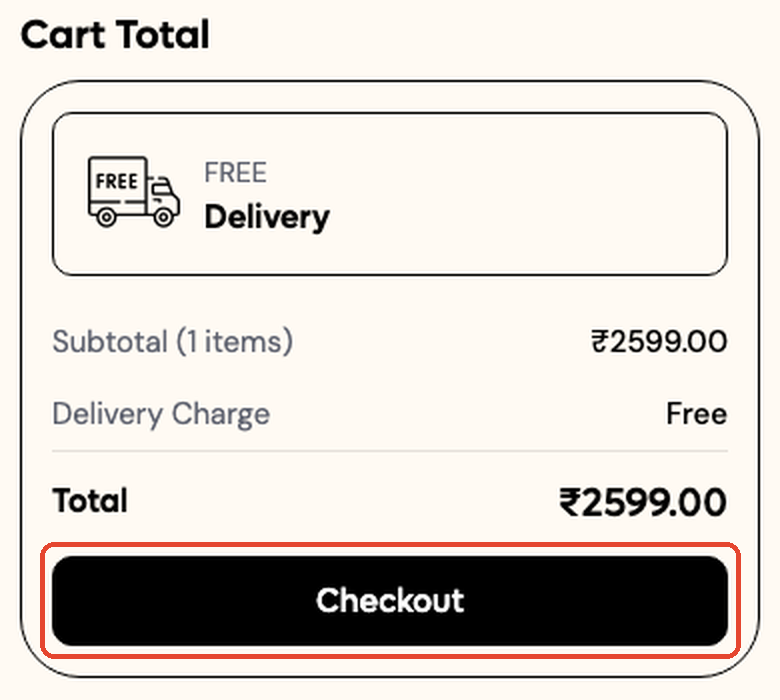 Cart Total
FREE
FREE
Delivery
Subtotal (1 items) ₹2599.00
Delivery Charge Free
Total ₹2599.00
Checkout